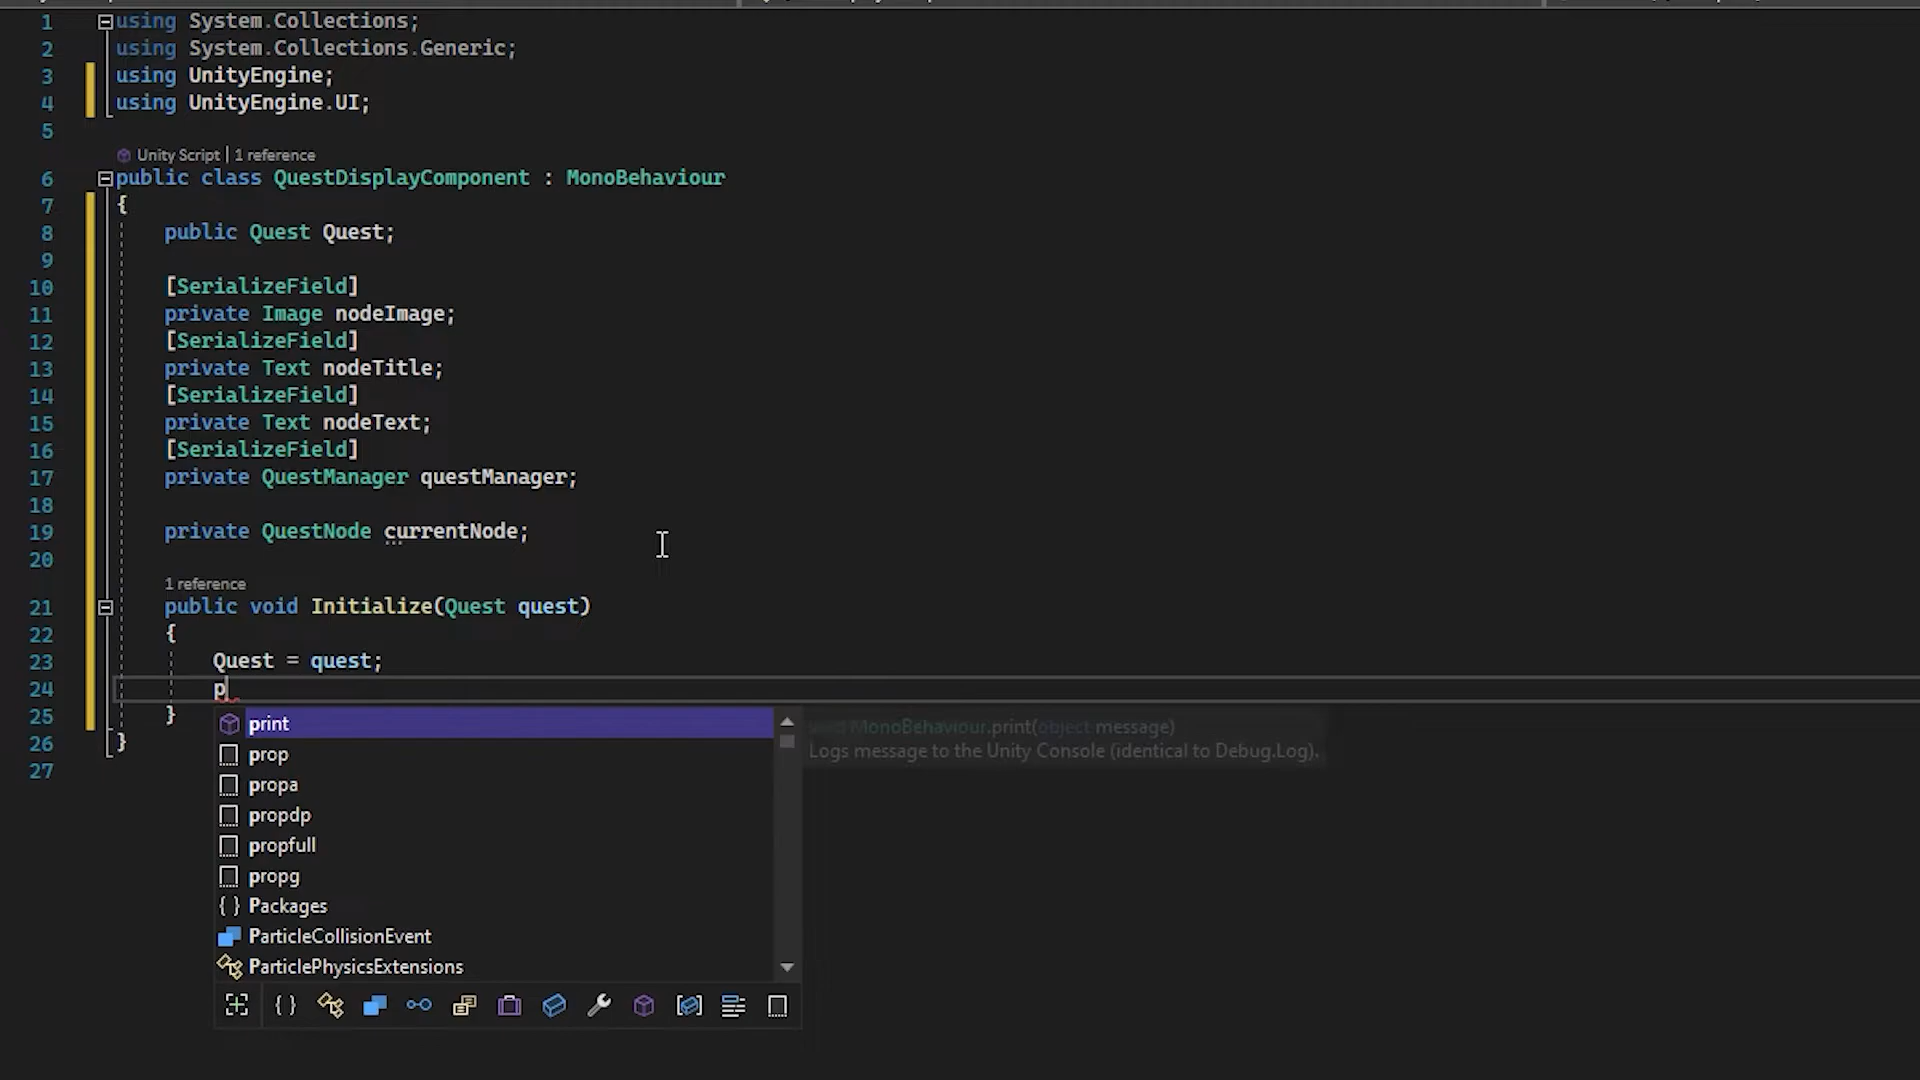 1 using System.Collections;
2 using System.Collections.Generic;
3 using UnityEngine;
4 using UnityEngine.UI;
5
Unity Script | 1 reference
6 public class QuestDisplayComponent : MonoBehaviour
7 {
8 public Quest Quest;
9
10 [SerializeField]
11 private Image nodeImage;
12 [SerializeField]
13 private Text nodeTitle;
14 [SerializeField]
15 private Text nodeText;
16 [SerializeField]
17 private QuestManager questManager;
18
19 private QuestNode currentNode;
20
1 reference
21 public void Initialize(Quest quest)
22 {
23 Quest = quest;
24 p
25 }
26 }
27
print
prop
propa
propdp
propfull
propg
{ } Packages
ParticleCollisionEvent
ParticlePhysicsExtensions
void MonoBehaviour.print(object message)
Logs message to the Unity Console (identical to Debug.Log).